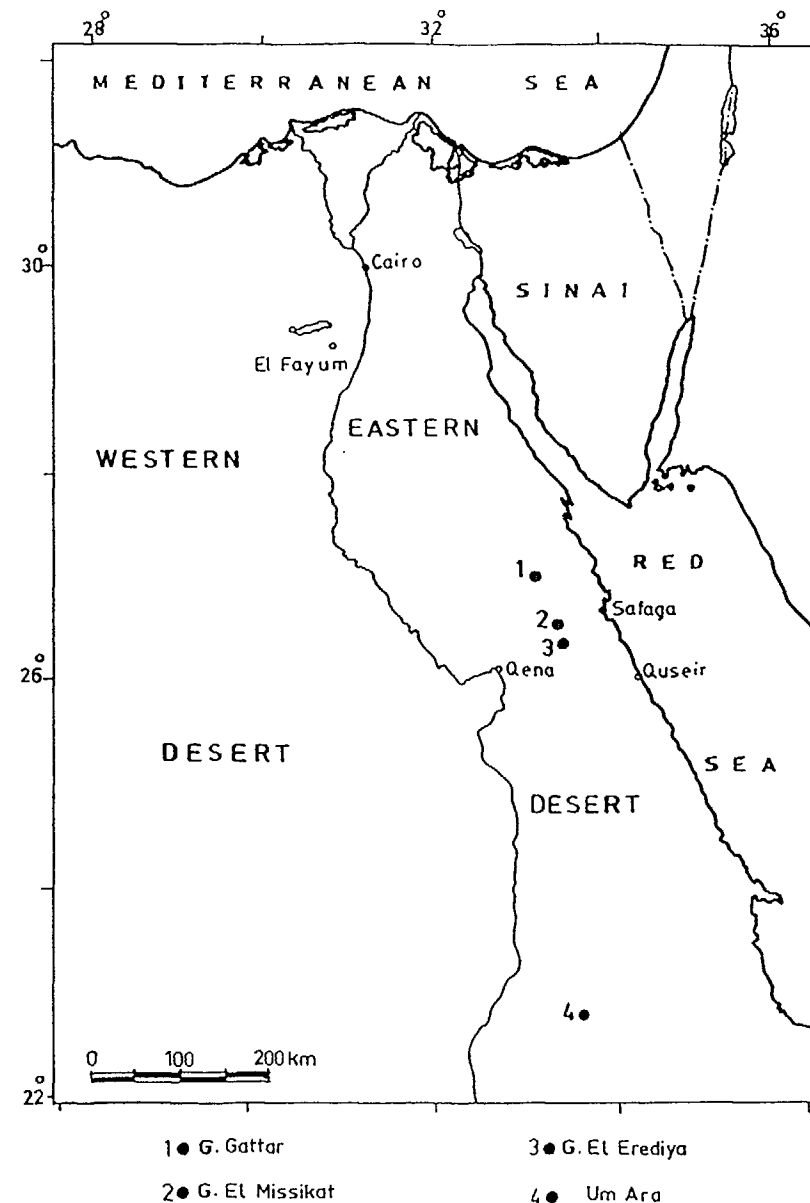 28° 32° 36°
MEDITERRANEAN SEA
30°
Cairo
SINAI
El Fayum
EASTERN
WESTERN
1 RED
2 Safaga
3
26° Qena Quseir
DESERT SEA
DESERT
4
0 100 200 km
22°
1 G. Gattar 3 G. El Erediya
2 G. El Missikat 4 Um Ara